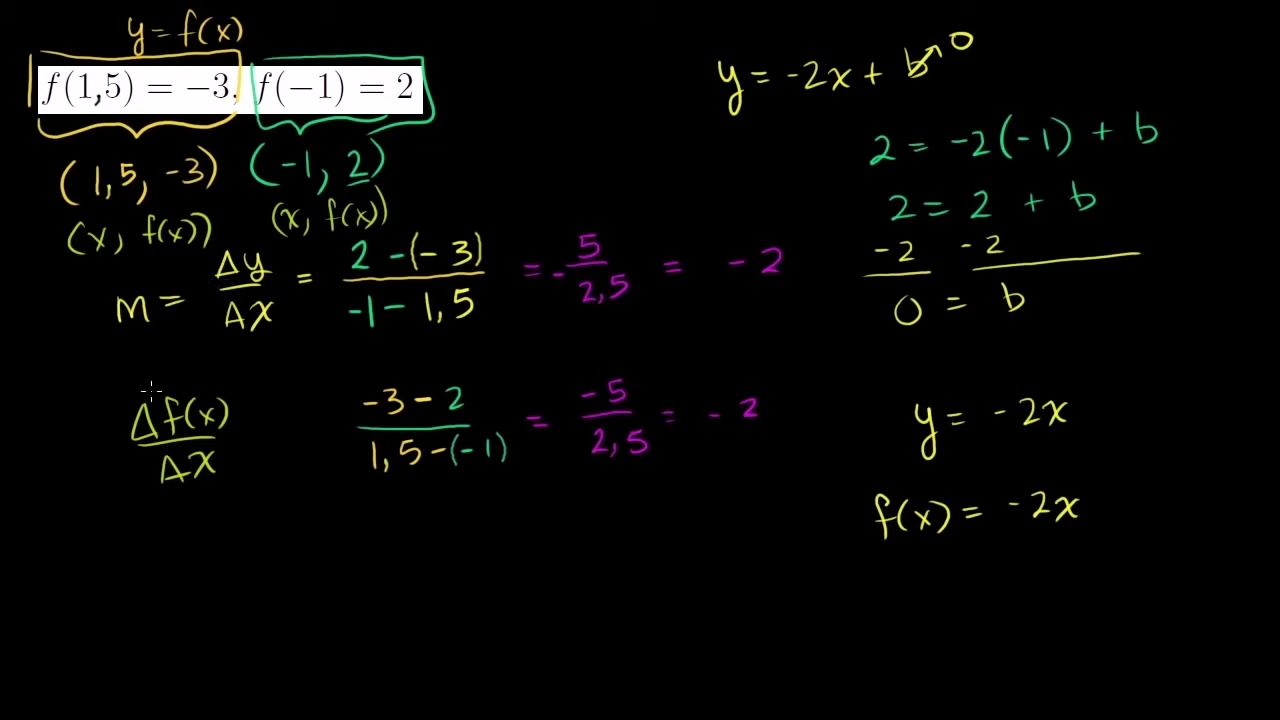 y = f(x)
f(1,5) = −3, f(−1) = 2
(1,5, -3) (-1, 2)
(x, f(x)) (x, f(x))
m = Δy/Δx = 2 -(-3)/-1 - 1,5 = - 5/2,5 = - 2
Δf(x)/Δx -3 - 2/1,5 -(-1) = -5/2,5 = - 2
y = -2x + b → 0
2 = -2(-1) + b
2 = 2 + b
-2 -2
0 = b
y = -2x
f(x) = -2x